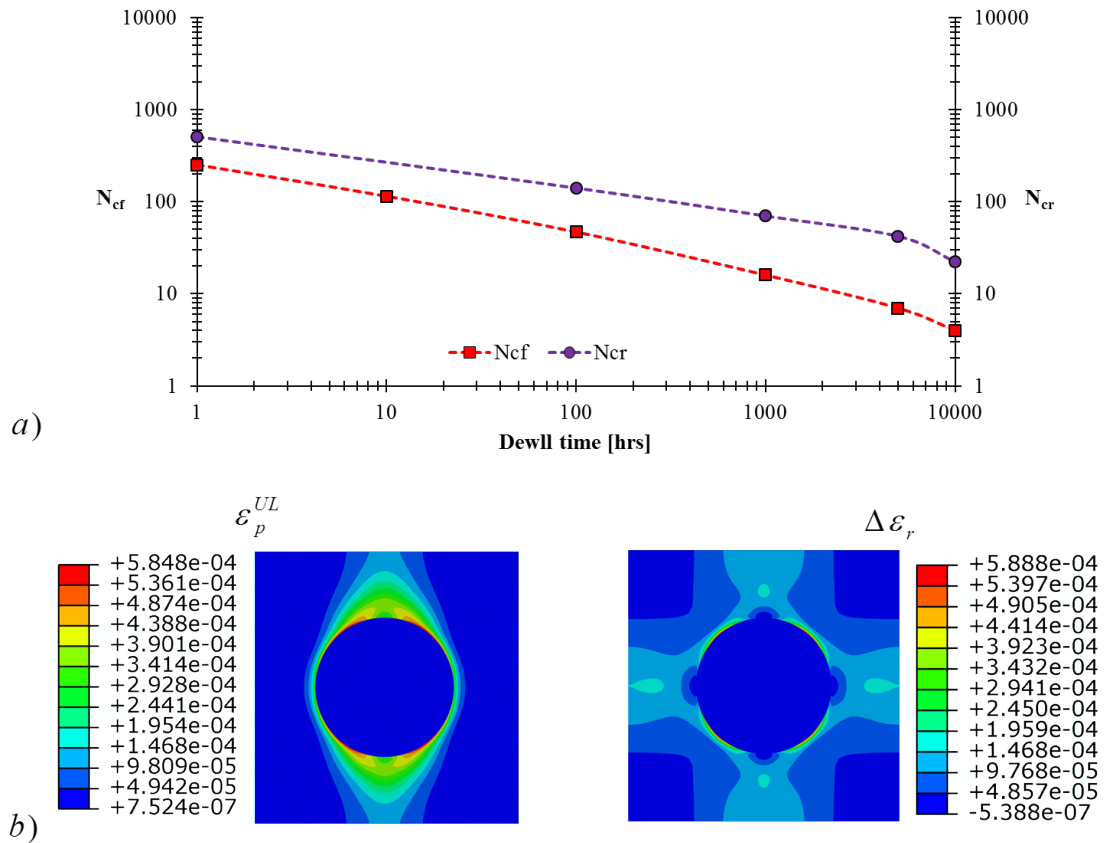 10000
1000
100
10
1
N_cf
10000
1000
100
10
1
N_cr
Ncf
Ncr
1
10
100
1000
10000
Dewll time [hrs]
a)
ε_p^UL
+5.848e-04
+5.361e-04
+4.874e-04
+4.388e-04
+3.901e-04
+3.414e-04
+2.928e-04
+2.441e-04
+1.954e-04
+1.468e-04
+9.809e-05
+4.942e-05
+7.524e-07
Δε_r
+5.888e-04
+5.397e-04
+4.905e-04
+4.414e-04
+3.923e-04
+3.432e-04
+2.941e-04
+2.450e-04
+1.959e-04
+1.468e-04
+9.768e-05
+4.857e-05
-5.388e-07
b)